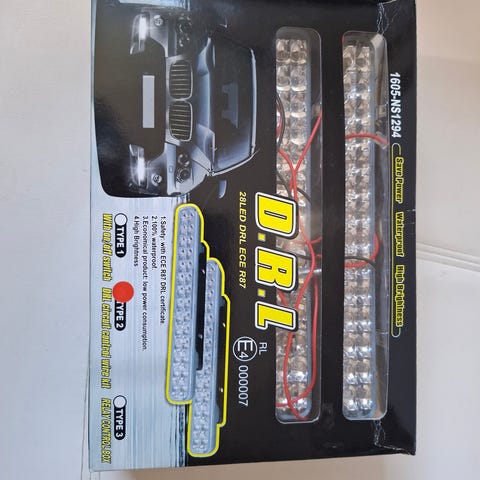 1605-NS1294
Save Power Waterproof High Brightness
D.R.L
28LED DRL ECE R87
RL
E4 000007
1.Safety: with ECE R87 DRL certificate.
2.100% waterproof
3.Economical product: low power consumption.
4.High Brightness
TYPE 1
With on/off switch
TYPE 2
DRL circuit control wire kit
TYPE 3
RELAY CONTROL BOX